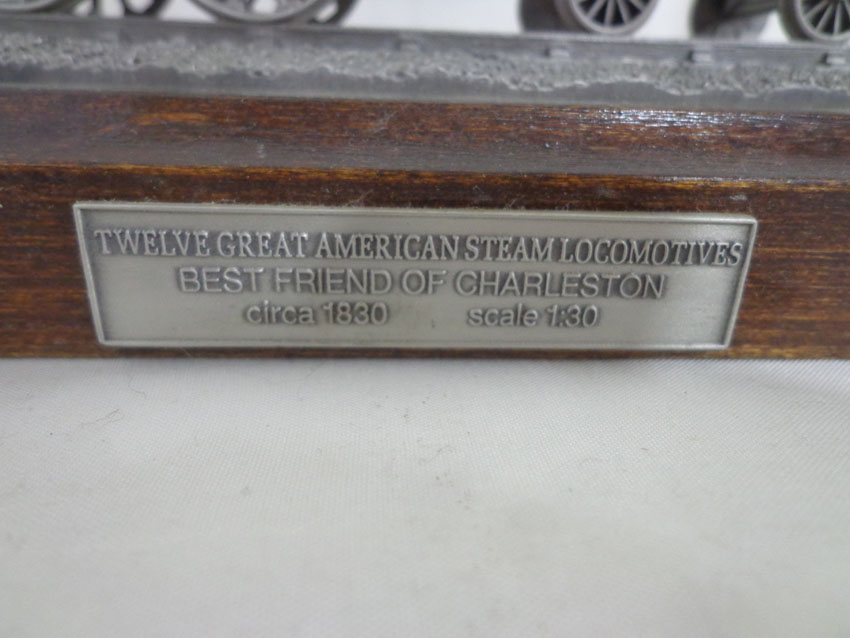 TWELVE GREAT AMERICAN STEAM LOCOMOTIVES
BEST FRIEND OF CHARLESTON
circa 1830 scale 1:30